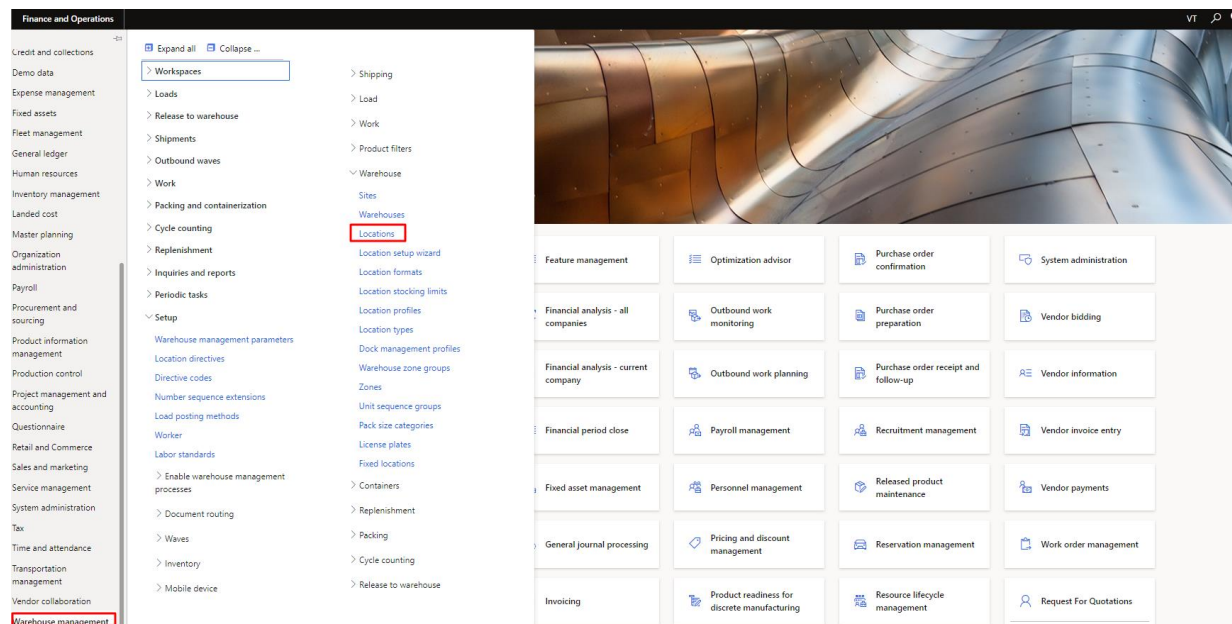 Finance and Operations
VT
Credit and collections
Demo data
Expense management
Fixed assets
Fleet management
General ledger
Human resources
Inventory management
Landed cost
Master planning
Organization
administration
Payroll
Procurement and
sourcing
Product information
management
Production control
Project management and
accounting
Questionnaire
Retail and Commerce
Sales and marketing
Service management
System administration
Tax
Time and attendance
Transportation
management
Vendor collaboration
Warehouse management
Expand all
Collapse ...
Workspaces
Loads
Release to warehouse
Shipments
Outbound waves
Work
Packing and containerization
Cycle counting
Replenishment
Inquiries and reports
Periodic tasks
Setup
Warehouse management parameters
Location directives
Directive codes
Number sequence extensions
Load posting methods
Worker
Labor standards
Enable warehouse management
processes
Document routing
Waves
Inventory
Mobile device
Shipping
Load
Work
Product filters
Warehouse
Sites
Warehouses
Locations
Location setup wizard
Location formats
Location stocking limits
Location profiles
Location types
Dock management profiles
Warehouse zone groups
Zones
Unit sequence groups
Pack size categories
License plates
Fixed locations
Containers
Replenishment
Packing
Cycle counting
Release to warehouse
Feature management
Optimization advisor
Purchase order
confirmation
System administration
Financial analysis - all
companies
Outbound work
monitoring
Purchase order
preparation
Vendor bidding
Financial analysis - current
company
Outbound work planning
Purchase order receipt and
follow-up
Vendor information
Financial period close
Payroll management
Recruitment management
Vendor invoice entry
Fixed asset management
Personnel management
Released product
maintenance
Vendor payments
General journal processing
Pricing and discount
management
Reservation management
Work order management
Invoicing
Product readiness for
discrete manufacturing
Resource lifecycle
management
Request For Quotations